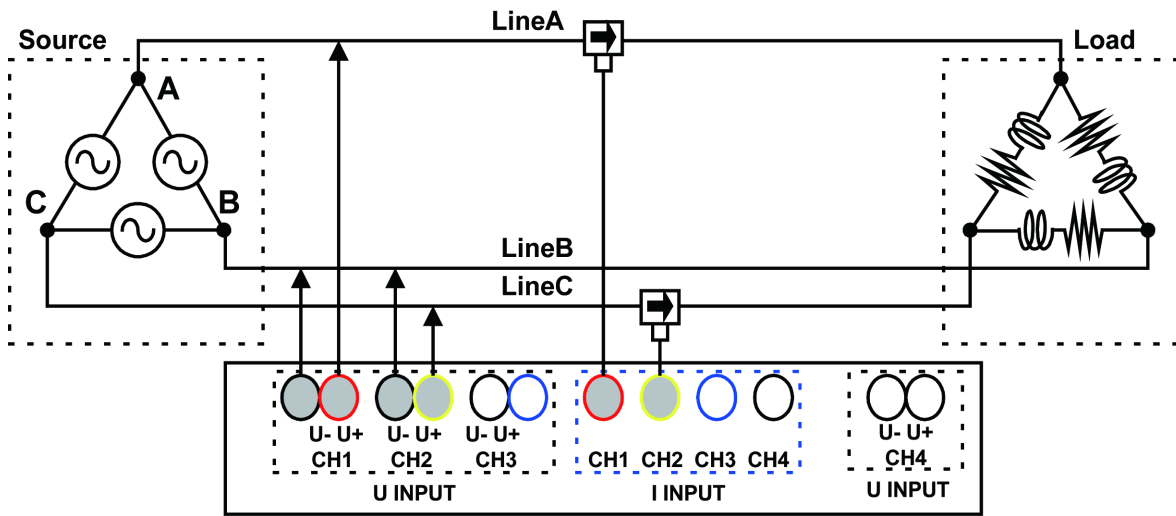 LineA
Source
Load
A
C
B
LineB
LineC
U- U+
U- U+
U- U+
U- U+
CH1
CH2
CH3
CH1
CH2
CH3
CH4
CH4
U INPUT
I INPUT
U INPUT